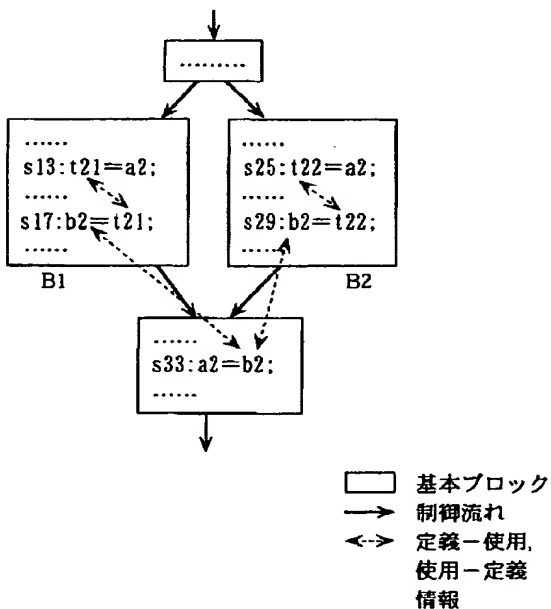 .........
......
s13:t21=a2;
......
s17:b2=t21;
......
B1
......
s25:t22=a2;
......
s29:b2=t22;
......
B2
......
s33:a2=b2;
......
基本ブロック
制御流れ
定義－使用,
使用－定義
情報